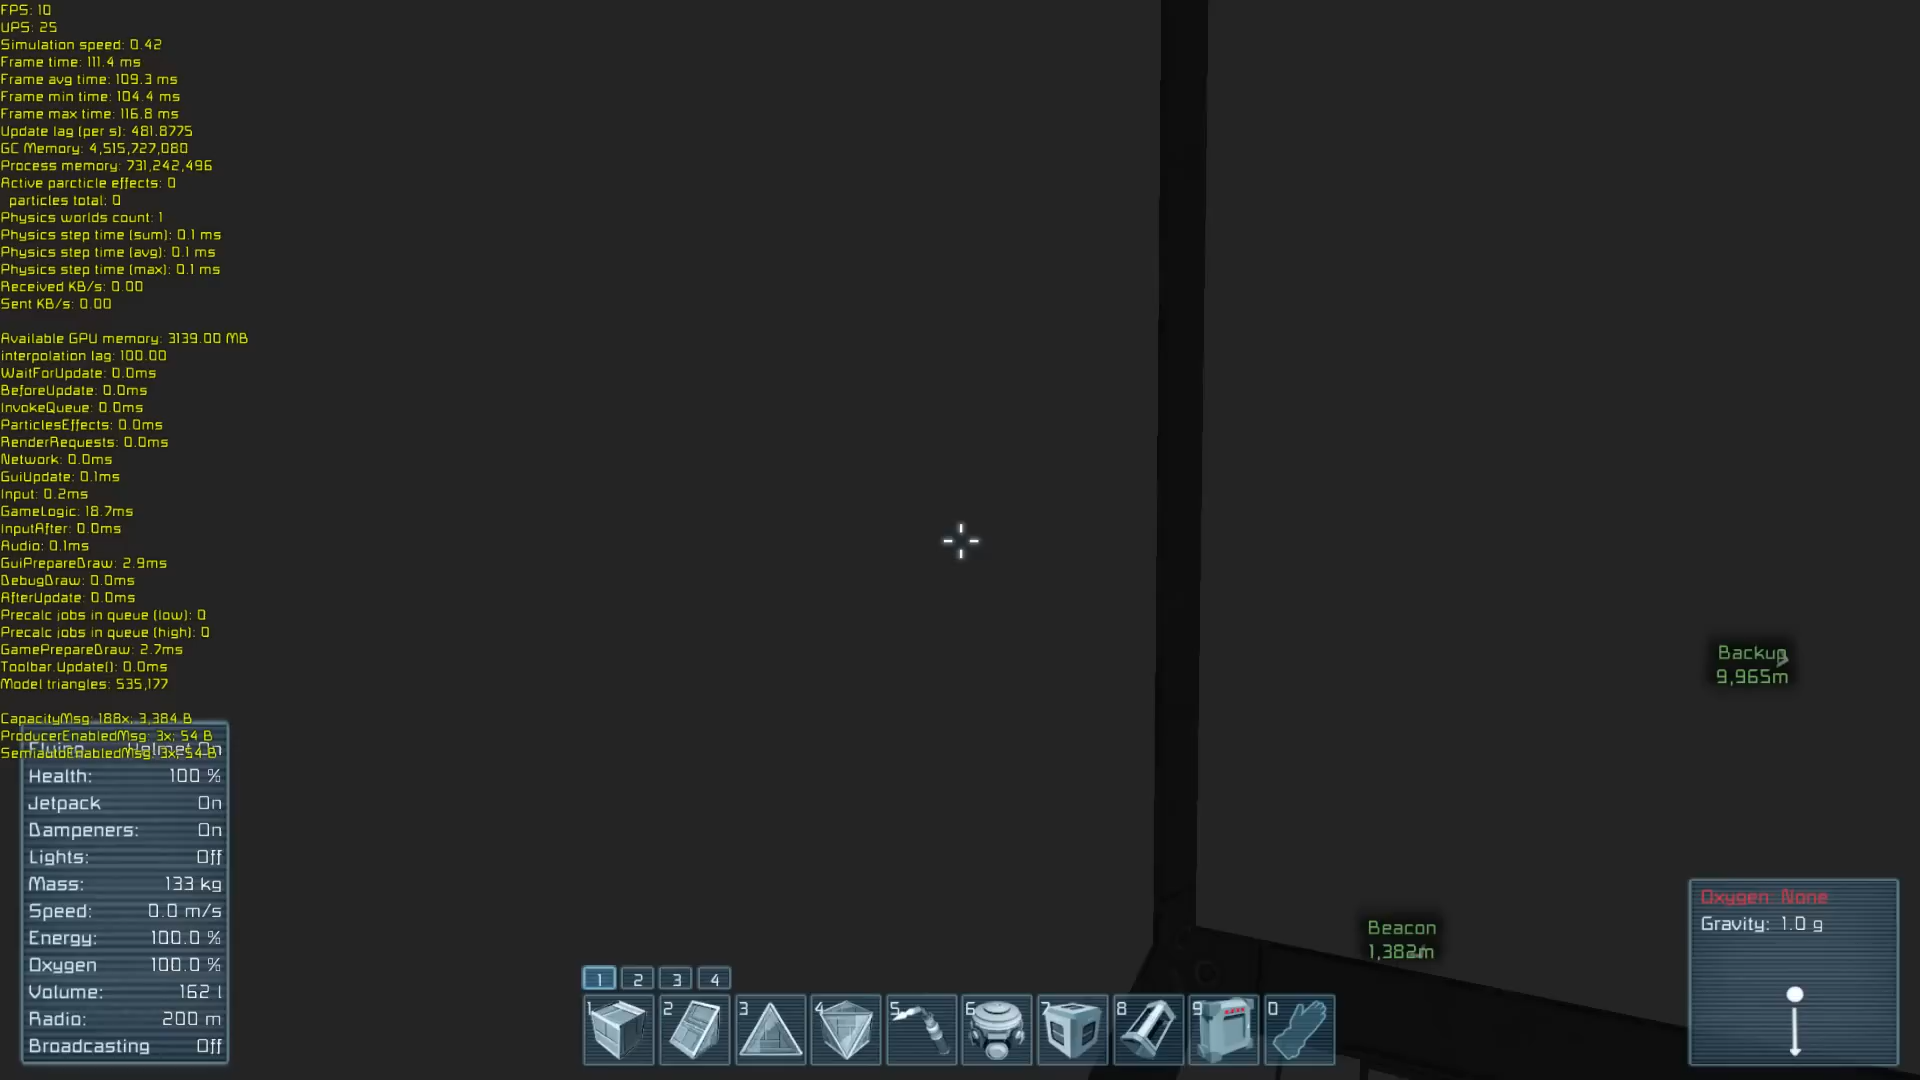 FPS: 10
UPS: 25
Simulation speed: 0.42
Frame time: 111.4 ms
Frame avg time: 109.3 ms
Frame min time: 104.4 ms
Frame max time: 116.8 ms
Update lag (per s): 481.8775
GC Memory: 4,515,727,080
Process memory: 731,242,496
Active parcticle effects: 0
particles total: 0
Physics worlds count: 1
Physics step time (sum): 0.1 ms
Physics step time (avg): 0.1 ms
Physics step time (max): 0.1 ms
Received KB/s: 0.00
Sent KB/s: 0.00
Available GPU memory: 3139.00 MB
interpolation lag: 100.00
WaitForUpdate: 0.0ms
BeforeUpdate: 0.0ms
InvokeQueue: 0.0ms
ParticlesEffects: 0.0ms
RenderRequests: 0.0ms
Network: 0.0ms
GuiUpdate: 0.1ms
Input: 0.2ms
GameLogic: 18.7ms
InputAfter: 0.0ms
Audio: 0.1ms
GuiPrepareDraw: 2.9ms
DebugDraw: 0.0ms
AfterUpdate: 0.0ms
Precalc jobs in queue (low): 0
Precalc jobs in queue (high): 0
GamePrepareDraw: 2.7ms
Toolbar.Update(): 0.0ms
Model triangles: 535,177
CapacityMsg: 188x; 3,384 B
ProducerEnabledMsg: 3x; 54 B
SemiautoEnabledMsg: 3x; 54 B
Flying Helmet On
Health: 100 %
Jetpack On
Dampeners: On
Lights: Off
Mass: 133 kg
Speed: 0.0 m/s
Energy: 100.0 %
Oxygen 100.0 %
Volume: 162 l
Radio: 200 m
Broadcasting Off
Backup
9,965m
Beacon
1,382m
1 2 3 4
1 2 3 4 5 6 7 8 9 0
Oxygen: None
Gravity: 1.0 g